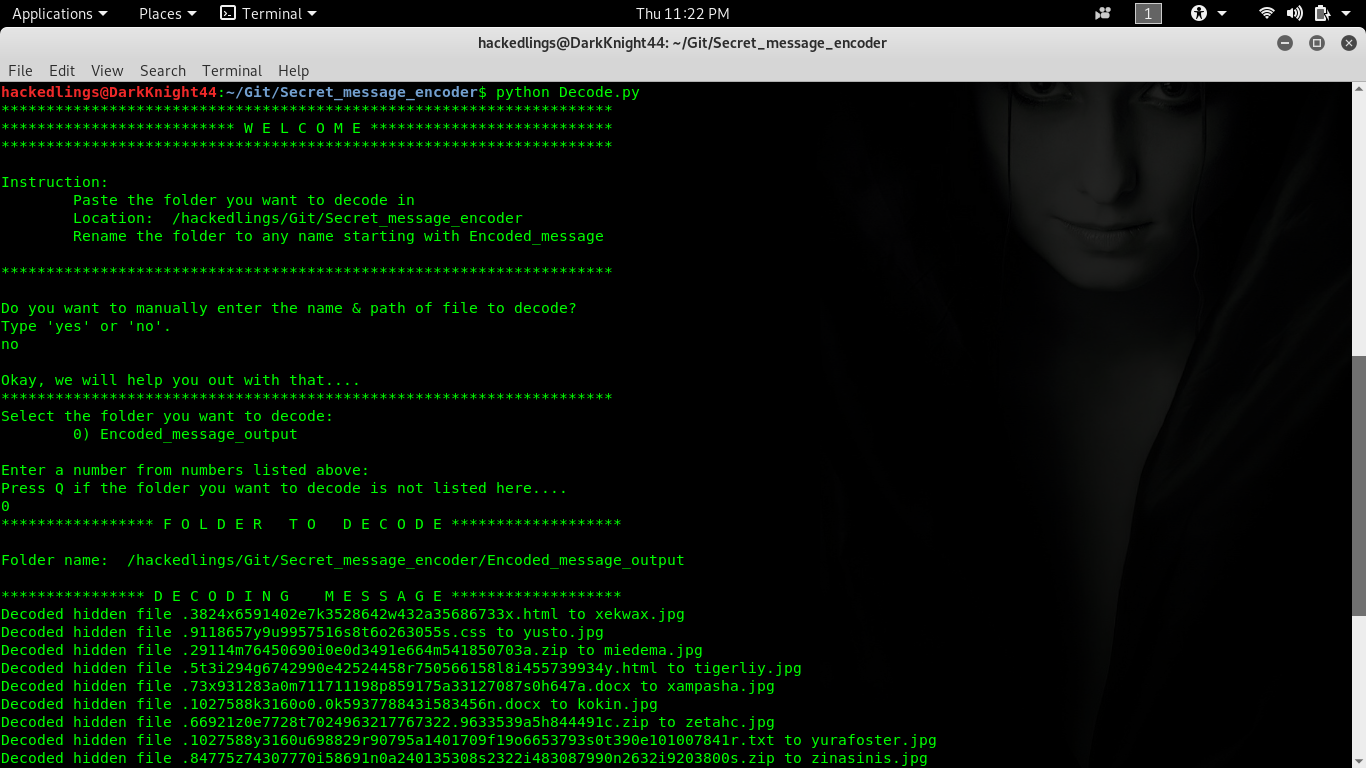 Applications Places Terminal Thu 11:22 PM 1
hackedlings@DarkKnight44: ~/Git/Secret_message_encoder
File Edit View Search Terminal Help
hackedlings@DarkKnight44:~/Git/Secret_message_encoder$ python Decode.py
********************************************************************
************************** W E L C O M E ***************************
********************************************************************
Instruction:
Paste the folder you want to decode in
Location:  /hackedlings/Git/Secret_message_encoder
Rename the folder to any name starting with Encoded_message
********************************************************************
Do you want to manually enter the name & path of file to decode?
Type 'yes' or 'no'.
no
Okay, we will help you out with that....
********************************************************************
Select the folder you want to decode:
0) Encoded_message_output
Enter a number from numbers listed above:
Press Q if the folder you want to decode is not listed here....
0
***************** F O L D E R   T O   D E C O D E *******************
Folder name:  /hackedlings/Git/Secret_message_encoder/Encoded_message_output
**************** D E C O D I N G    M E S S A G E *******************
Decoded hidden file .3824x6591402e7k3528642w432a35686733x.html to xekwax.jpg
Decoded hidden file .9118657y9u9957516s8t6o263055s.css to yusto.jpg
Decoded hidden file .29114m76450690i0e0d3491e664m541850703a.zip to miedema.jpg
Decoded hidden file .5t3i294g6742990e42524458r750566158l8i455739934y.html to tigerliy.jpg
Decoded hidden file .73x931283a0m711711198p859175a33127087s0h647a.docx to xampasha.jpg
Decoded hidden file .1027588k3160o0.0k593778843i583456n.docx to kokin.jpg
Decoded hidden file .66921z0e7728t7024963217767322.9633539a5h844491c.zip to zetahc.jpg
Decoded hidden file .1027588y3160u698829r90795a1401709f19o6653793s0t390e101007841r.txt to yurafoster.jpg
Decoded hidden file .84775z74307770i58691n0a240135308s2322i483087990n2632i9203800s.zip to zinasinis.jpg